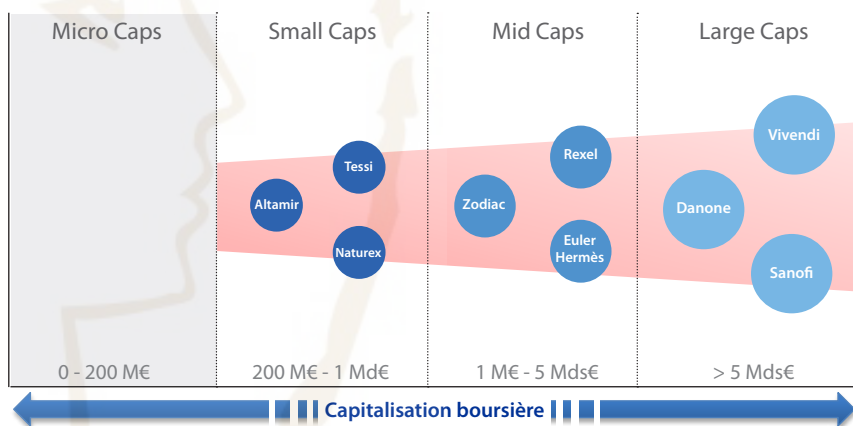 Micro Caps
Small Caps
Mid Caps
Large Caps
Vivendi
Rexel
Tessi
Altamir
Zodiac
Danone
Naturex
Euler
Hermès
Sanofi
0 - 200 M€
200 M€ - 1 Md€
1 M€ - 5 Mds€
> 5 Mds€
Capitalisation boursière